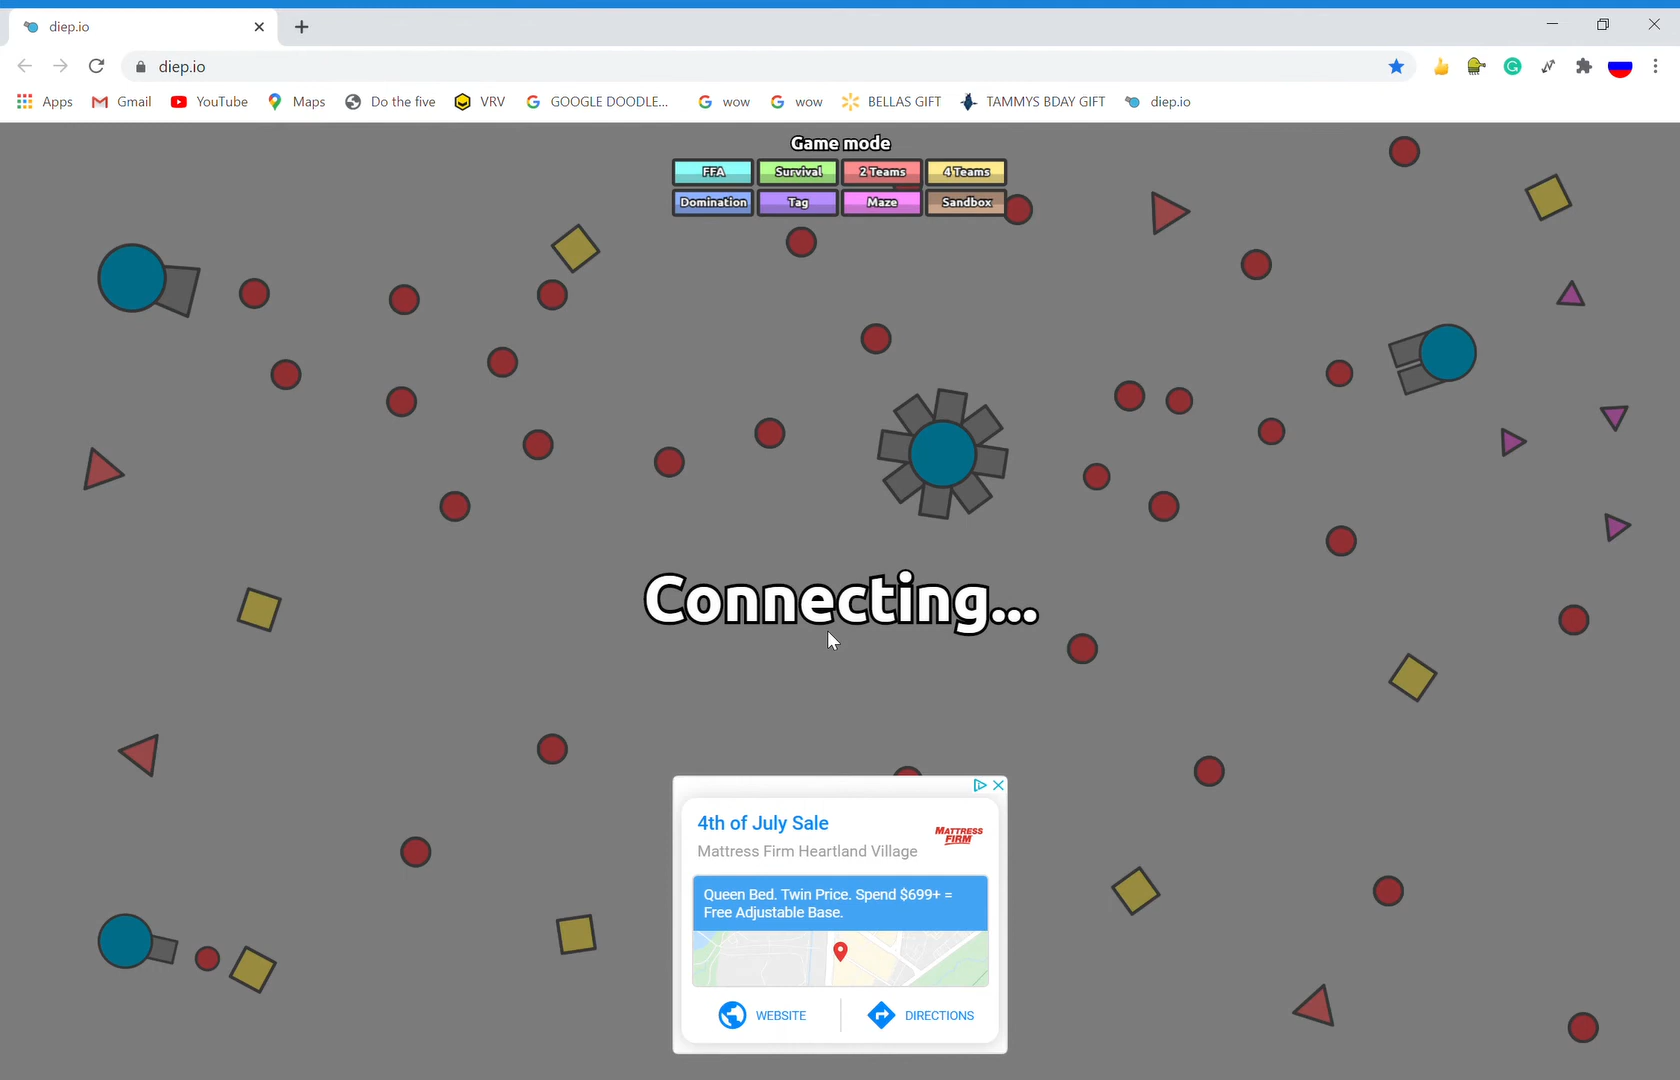 diep.io
diep.io
Apps Gmail YouTube Maps Do the five VRV GOOGLE DOODLE... wow wow BELLAS GIFT TAMMYS BDAY GIFT diep.io
Game mode
FFA Survival 2 Teams 4 Teams
Domination Tag Maze Sandbox
Connecting...
4th of July Sale
MATTRESS FIRM
Mattress Firm Heartland Village
Queen Bed. Twin Price. Spend $699+ =
Free Adjustable Base.
WEBSITE DIRECTIONS